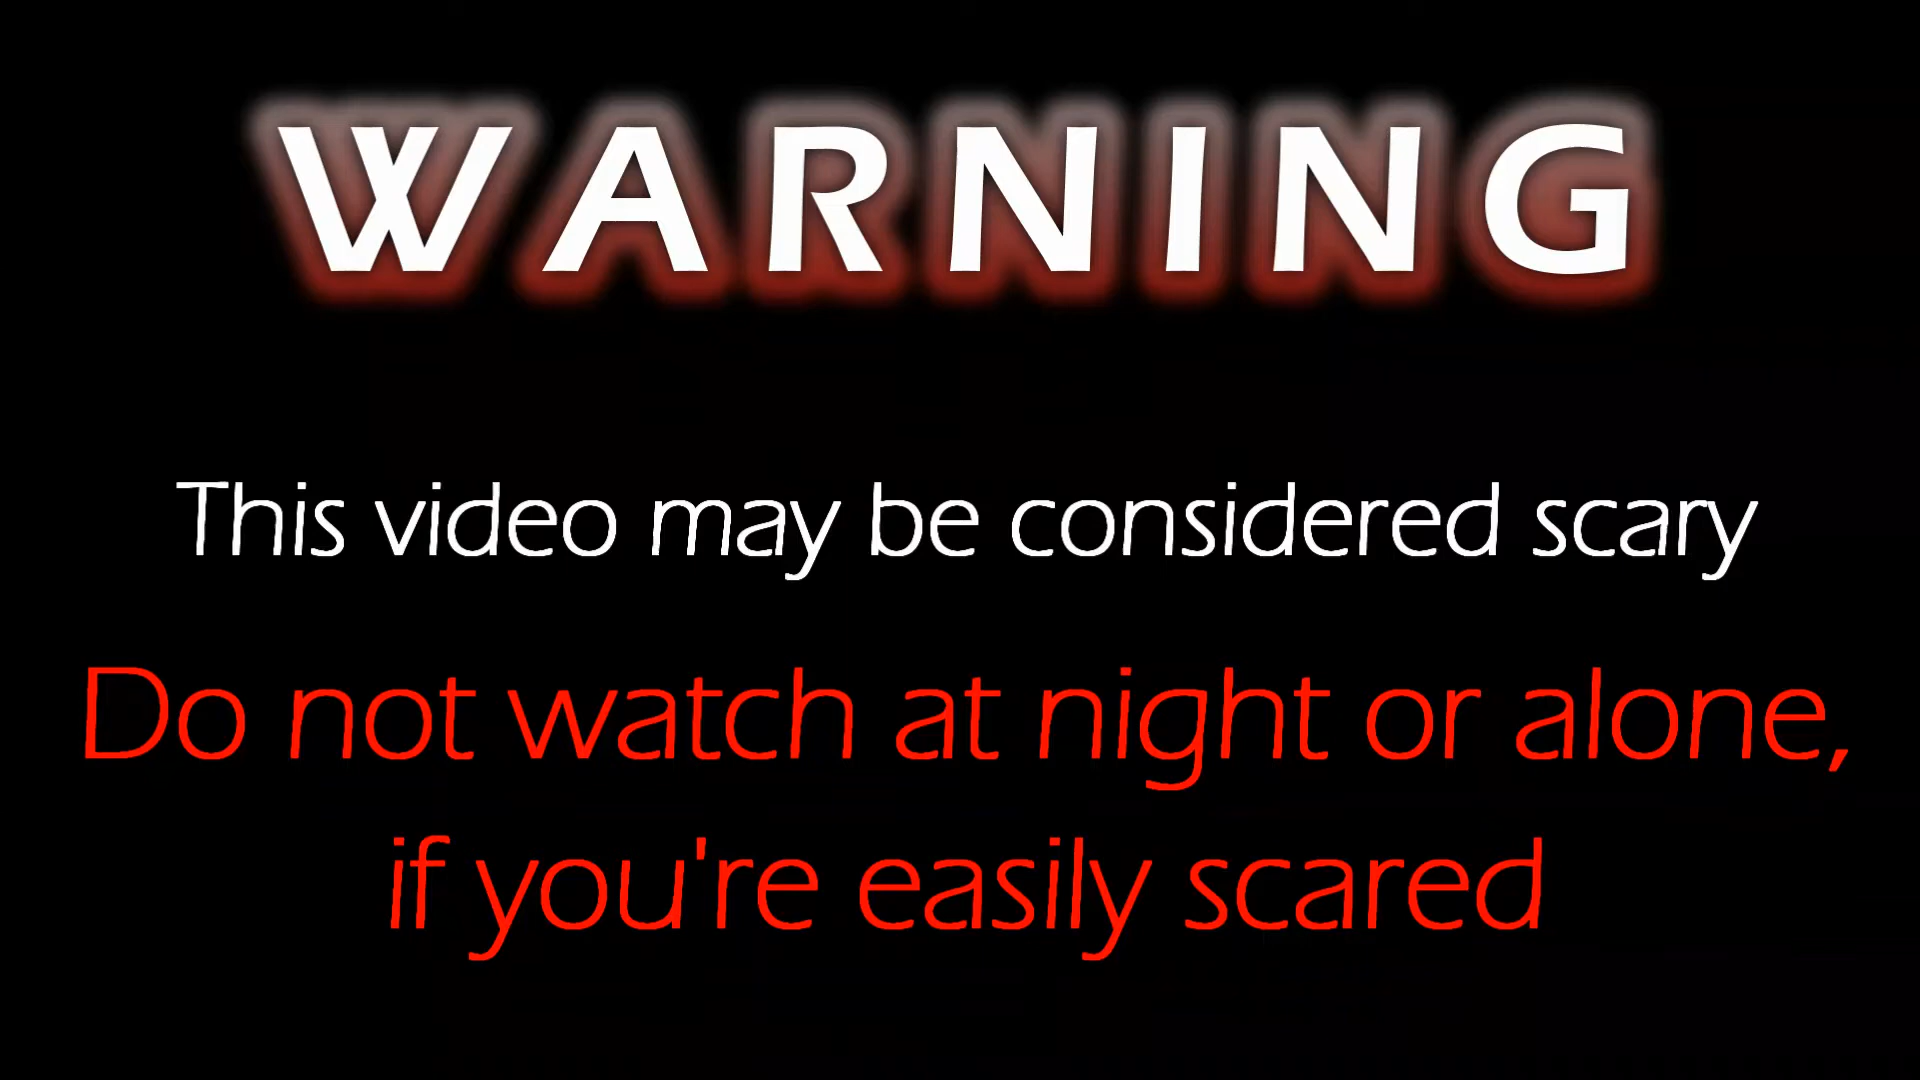 WARNING
This video may be considered scary
Do not watch at night or alone,
if you're easily scared